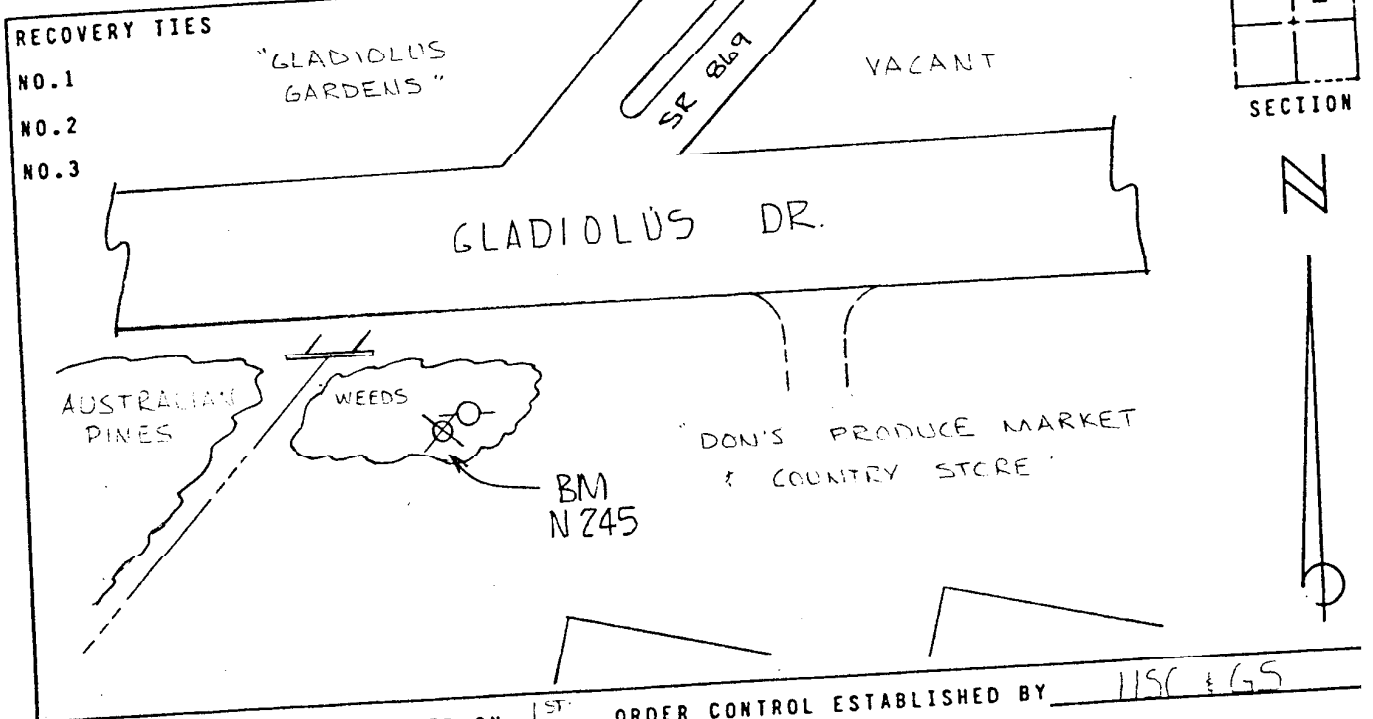 RECOVERY TIES
NO.1
NO.2
NO.3
"GLADIOLUS
GARDENS"
SR 869
VACANT
SECTION
N
GLADIOLUS DR.
AUSTRALIAN
PINES
WEEDS
BM
N 245
"DON'S PRODUCE MARKET
& COUNTRY STORE"
1ST. ORDER CONTROL ESTABLISHED BY USC & GS